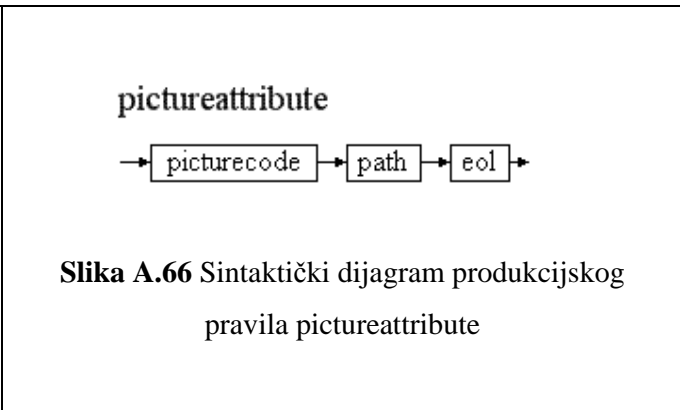 pictureattribute
picturecode path eol
Slika A.66 Sintaktički dijagram produkcijskog
pravila pictureattribute